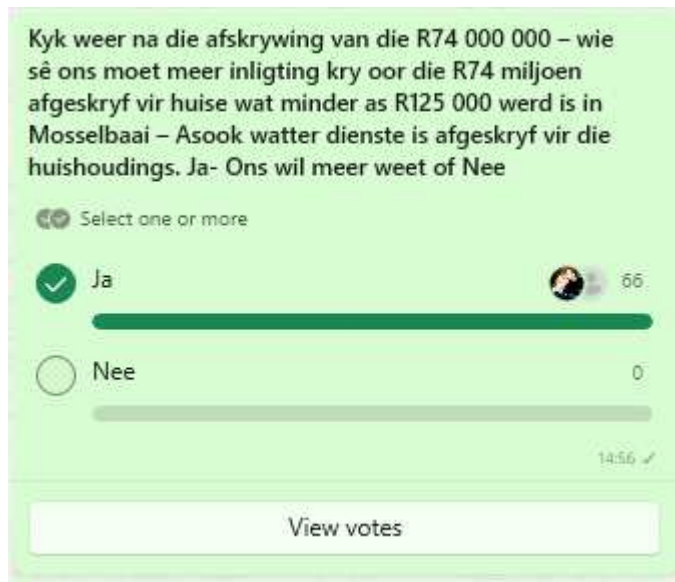 Kyk weer na die afskrywing van die R74 000 000 – wie
sê ons moet meer inligting kry oor die R74 miljoen
afgeskryf vir huise wat minder as R125 000 werd is in
Mosselbaai – Asook watter dienste is afgeskryf vir die
huishoudings. Ja- Ons wil meer weet of Nee
Select one or more
Ja 66
Nee 0
14:56
View votes